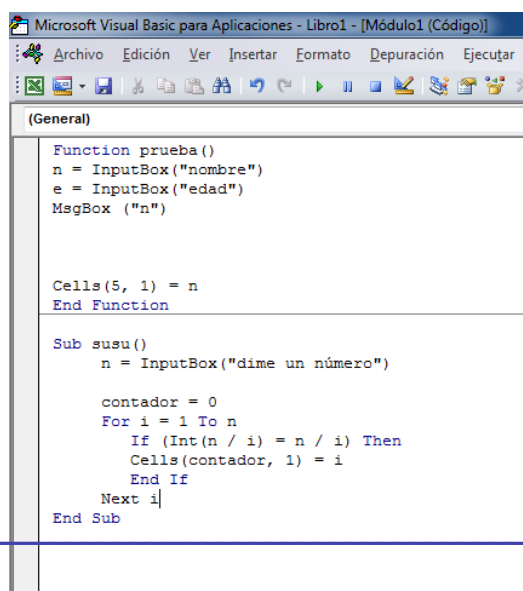 Microsoft Visual Basic para Aplicaciones - Libro1 - [Módulo1 (Código)]
Archivo Edición Ver Insertar Formato Depuración Ejecutar
(General)
Function prueba()
n = InputBox("nombre")
e = InputBox("edad")
MsgBox ("n")
Cells(5, 1) = n
End Function
Sub susu()
n = InputBox("dime un número")
contador = 0
For i = 1 To n
If (Int(n / i) = n / i) Then
Cells(contador, 1) = i
End If
Next i
End Sub